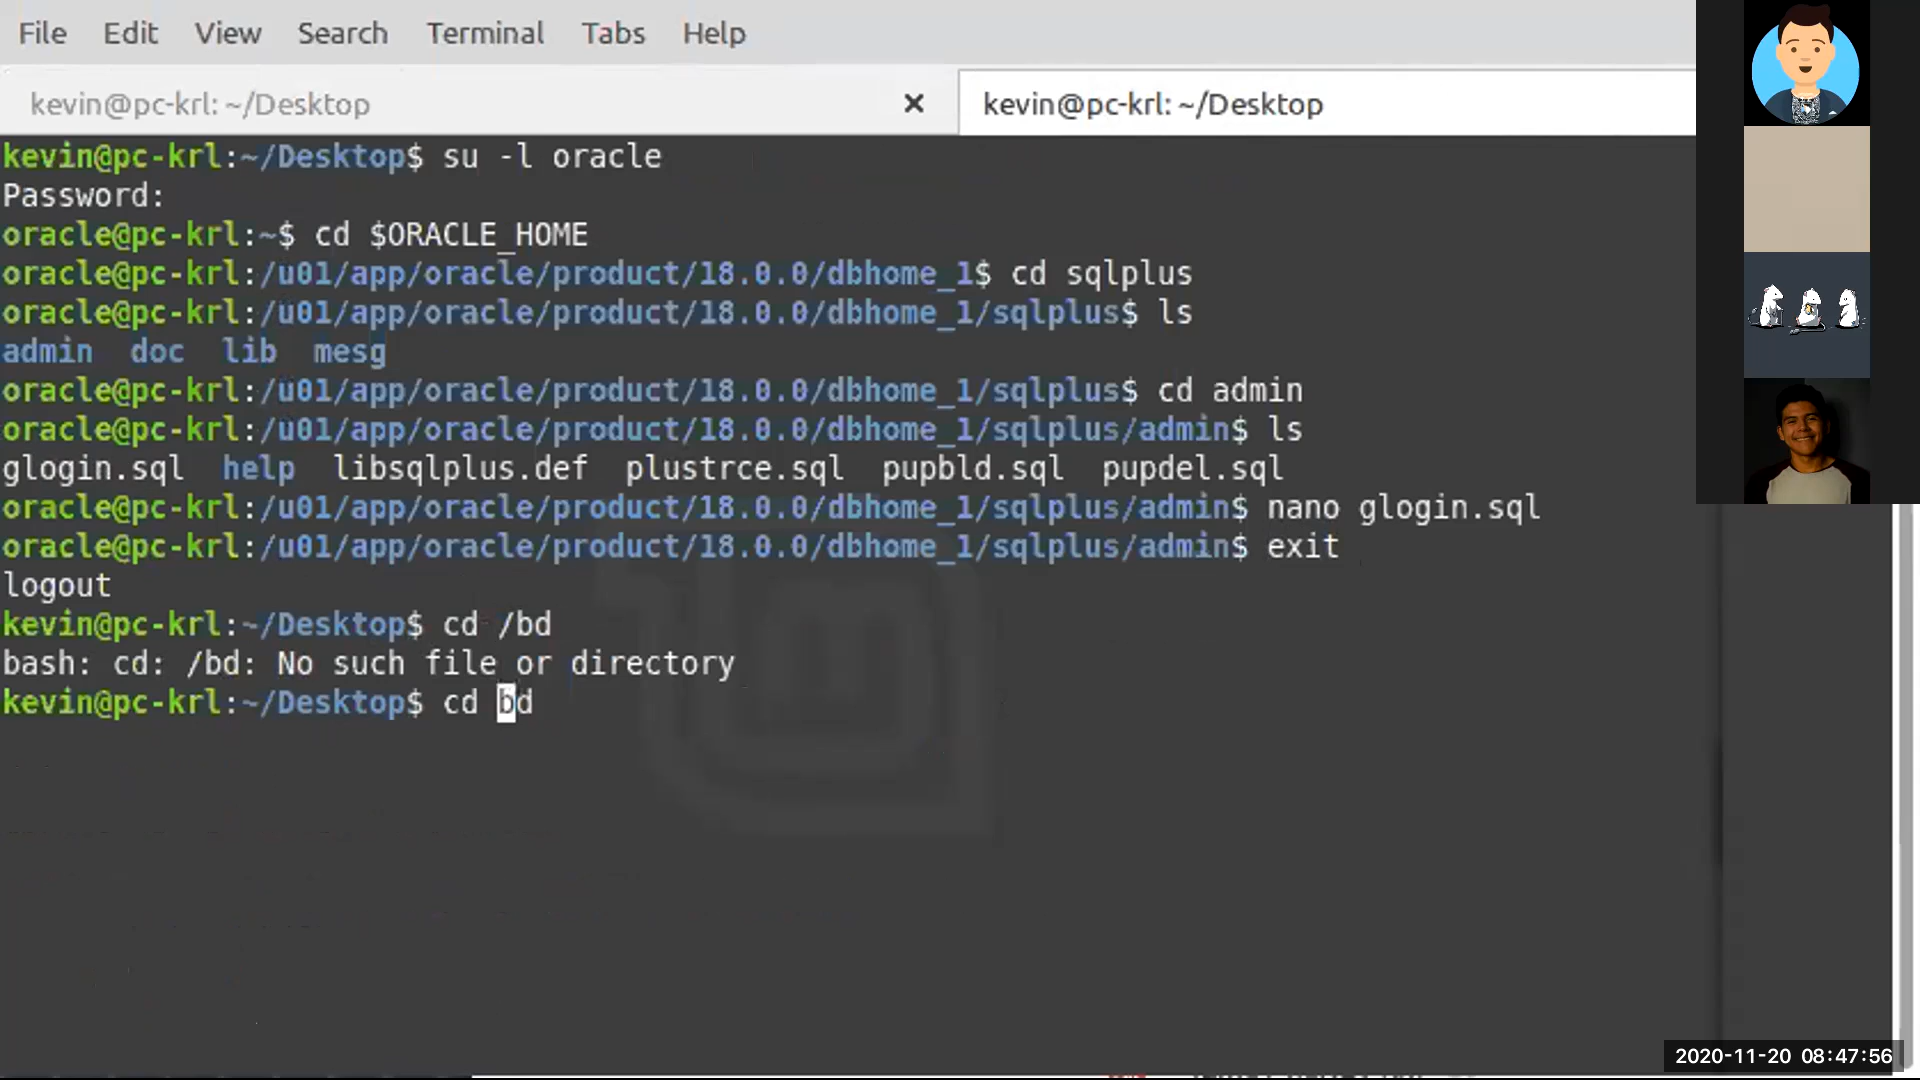 File Edit View Search Terminal Tabs Help
kevin@pc-krl: ~/Desktop × kevin@pc-krl: ~/Desktop
kevin@pc-krl:~/Desktop$ su -l oracle
Password:
oracle@pc-krl:~$ cd $ORACLE_HOME
oracle@pc-krl:/u01/app/oracle/product/18.0.0/dbhome_1$ cd sqlplus
oracle@pc-krl:/u01/app/oracle/product/18.0.0/dbhome_1/sqlplus$ ls
admin doc lib mesg
oracle@pc-krl:/u01/app/oracle/product/18.0.0/dbhome_1/sqlplus$ cd admin
oracle@pc-krl:/u01/app/oracle/product/18.0.0/dbhome_1/sqlplus/admin$ ls
glogin.sql help libsqlplus.def plustrce.sql pupbld.sql pupdel.sql
oracle@pc-krl:/u01/app/oracle/product/18.0.0/dbhome_1/sqlplus/admin$ nano glogin.sql
oracle@pc-krl:/u01/app/oracle/product/18.0.0/dbhome_1/sqlplus/admin$ exit
logout
kevin@pc-krl:~/Desktop$ cd /bd
bash: cd: /bd: No such file or directory
kevin@pc-krl:~/Desktop$ cd bd
2020-11-20 08:47:56